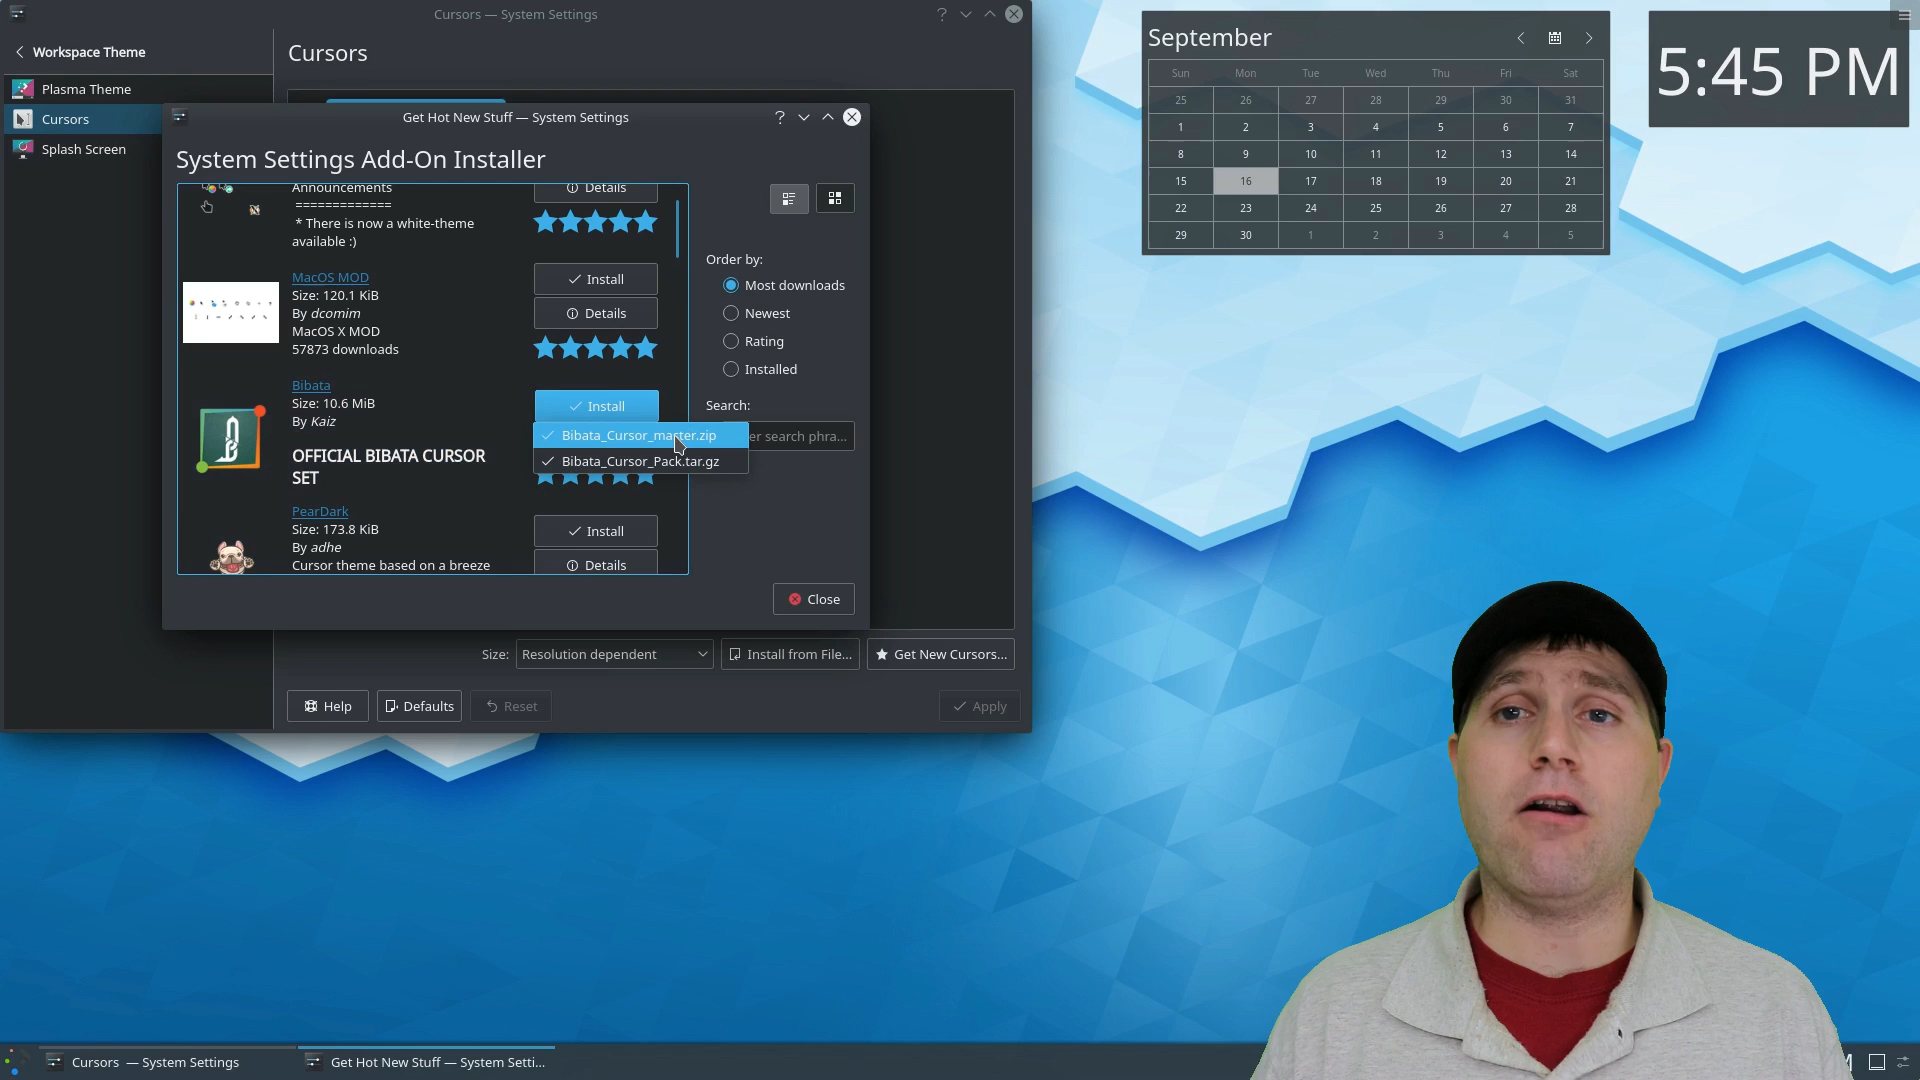 Cursors — System Settings
Workspace Theme
Plasma Theme
Cursors
Splash Screen
Cursors
Get Hot New Stuff — System Settings
System Settings Add-On Installer
Announcements
=============
* There is now a white-theme
available :)
Details
MacOS MOD
Size: 120.1 KiB
By dcomim
MacOS X MOD
57873 downloads
Install
Details
Bibata
Size: 10.6 MiB
By Kaiz
OFFICIAL BIBATA CURSOR
SET
Install
Bibata_Cursor_master.zip
Bibata_Cursor_Pack.tar.gz
PearDark
Size: 173.8 KiB
By adhe
Cursor theme based on a breeze
Install
Details
Order by:
Most downloads
Newest
Rating
Installed
Search:
er search phra...
Close
Size: Resolution dependent
Install from File...
Get New Cursors...
Help
Defaults
Reset
Apply
September
Sun Mon Tue Wed Thu Fri Sat
25 26 27 28 29 30 31
1 2 3 4 5 6 7
8 9 10 11 12 13 14
15 16 17 18 19 20 21
22 23 24 25 26 27 28
29 30 1 2 3 4 5
5:45 PM
Cursors — System Settings
Get Hot New Stuff — System Setti...